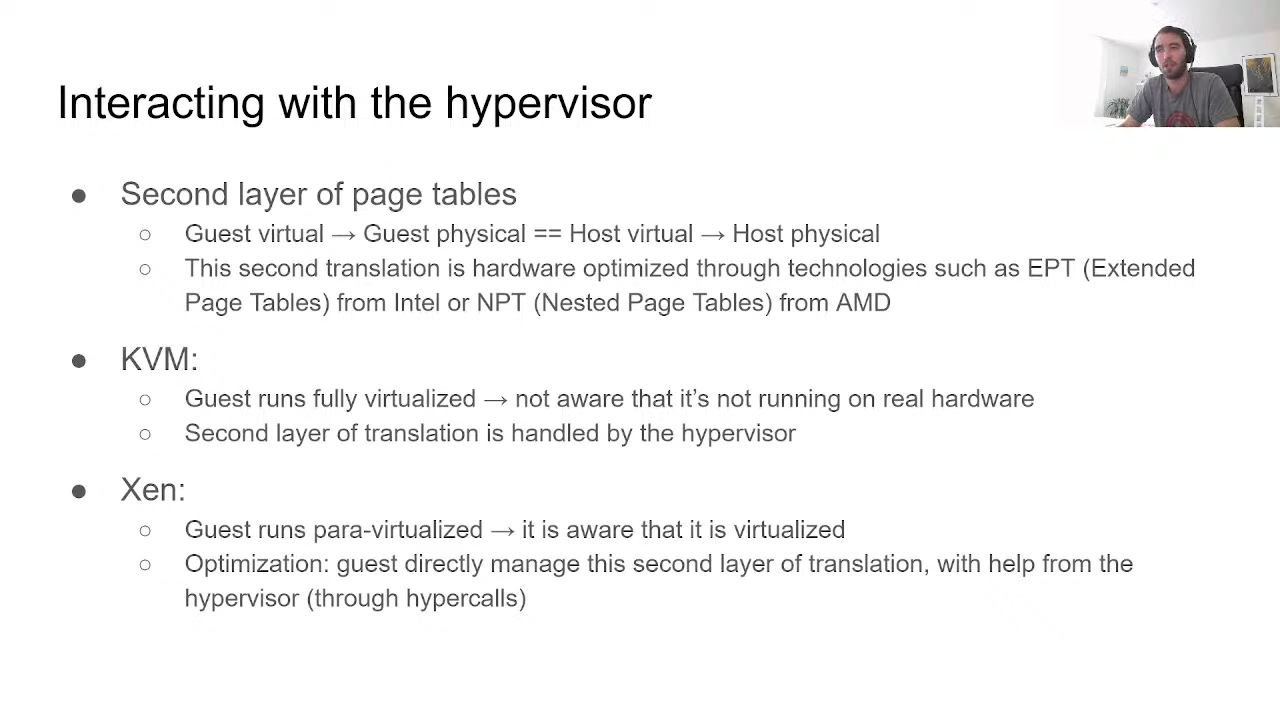 Interacting with the hypervisor
● Second layer of page tables
○ Guest virtual → Guest physical == Host virtual → Host physical
○ This second translation is hardware optimized through technologies such as EPT (Extended
Page Tables) from Intel or NPT (Nested Page Tables) from AMD
● KVM:
○ Guest runs fully virtualized → not aware that it’s not running on real hardware
○ Second layer of translation is handled by the hypervisor
● Xen:
○ Guest runs para-virtualized → it is aware that it is virtualized
○ Optimization: guest directly manage this second layer of translation, with help from the
hypervisor (through hypercalls)